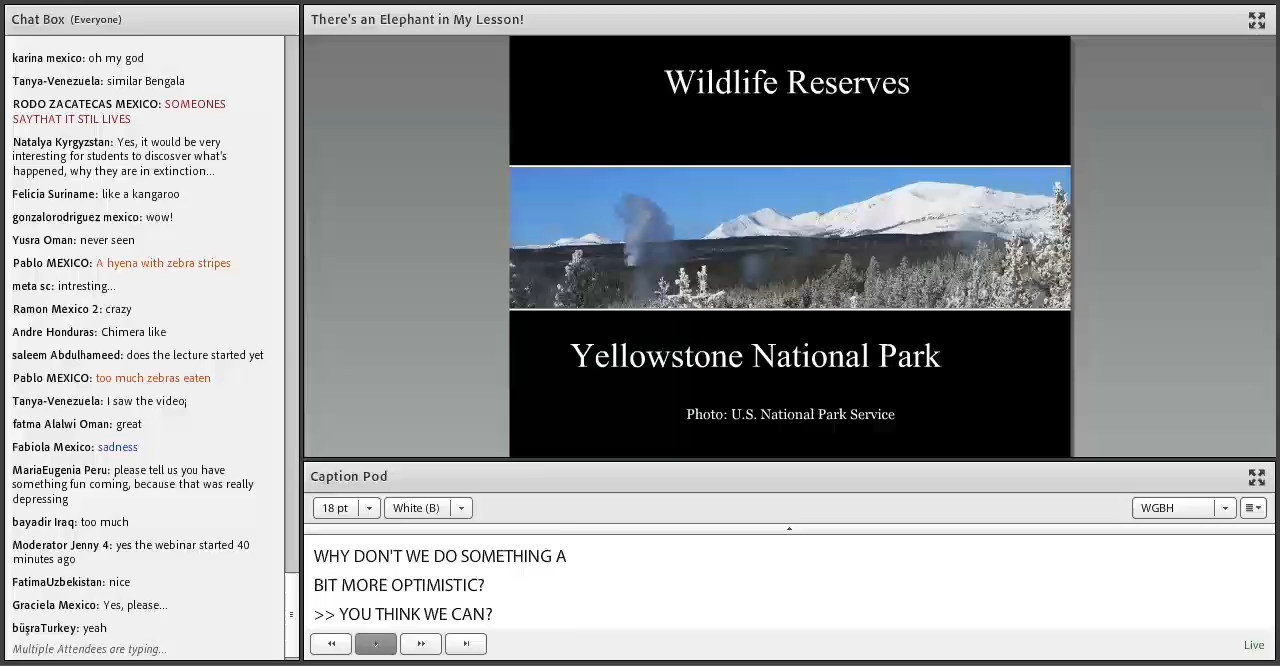 Chat Box (Everyone)
karina mexico: oh my god
Tanya-Venezuela: similar Bengala
RODO ZACATECAS MEXICO: SOMEONES
SAYTHAT IT STIL LIVES
Natalya Kyrgyzstan: Yes, it would be very
interesting for students to discosver what's
happened, why they are in extinction...
Felicia Suriname: like a kangaroo
gonzalorodriguez mexico: wow!
Yusra Oman: never seen
Pablo MEXICO: A hyena with zebra stripes
meta sc: intresting...
Ramon Mexico 2: crazy
Andre Honduras: Chimera like
saleem Abdulhameed: does the lecture started yet
Pablo MEXICO: too much zebras eaten
Tanya-Venezuela: I saw the video¡
fatma Alalwi Oman: great
Fabiola Mexico: sadness
MariaEugenia Peru: please tell us you have
something fun coming, because that was really
depressing
bayadir Iraq: too much
Moderator Jenny 4: yes the webinar started 40
minutes ago
FatimaUzbekistan: nice
Graciela Mexico: Yes, please...
büşraTurkey: yeah
Multiple Attendees are typing...
There's an Elephant in My Lesson!
Wildlife Reserves
Yellowstone National Park
Photo: U.S. National Park Service
Caption Pod
18 pt
White (B)
WGBH
WHY DON'T WE DO SOMETHING A
BIT MORE OPTIMISTIC?
>> YOU THINK WE CAN?
Live